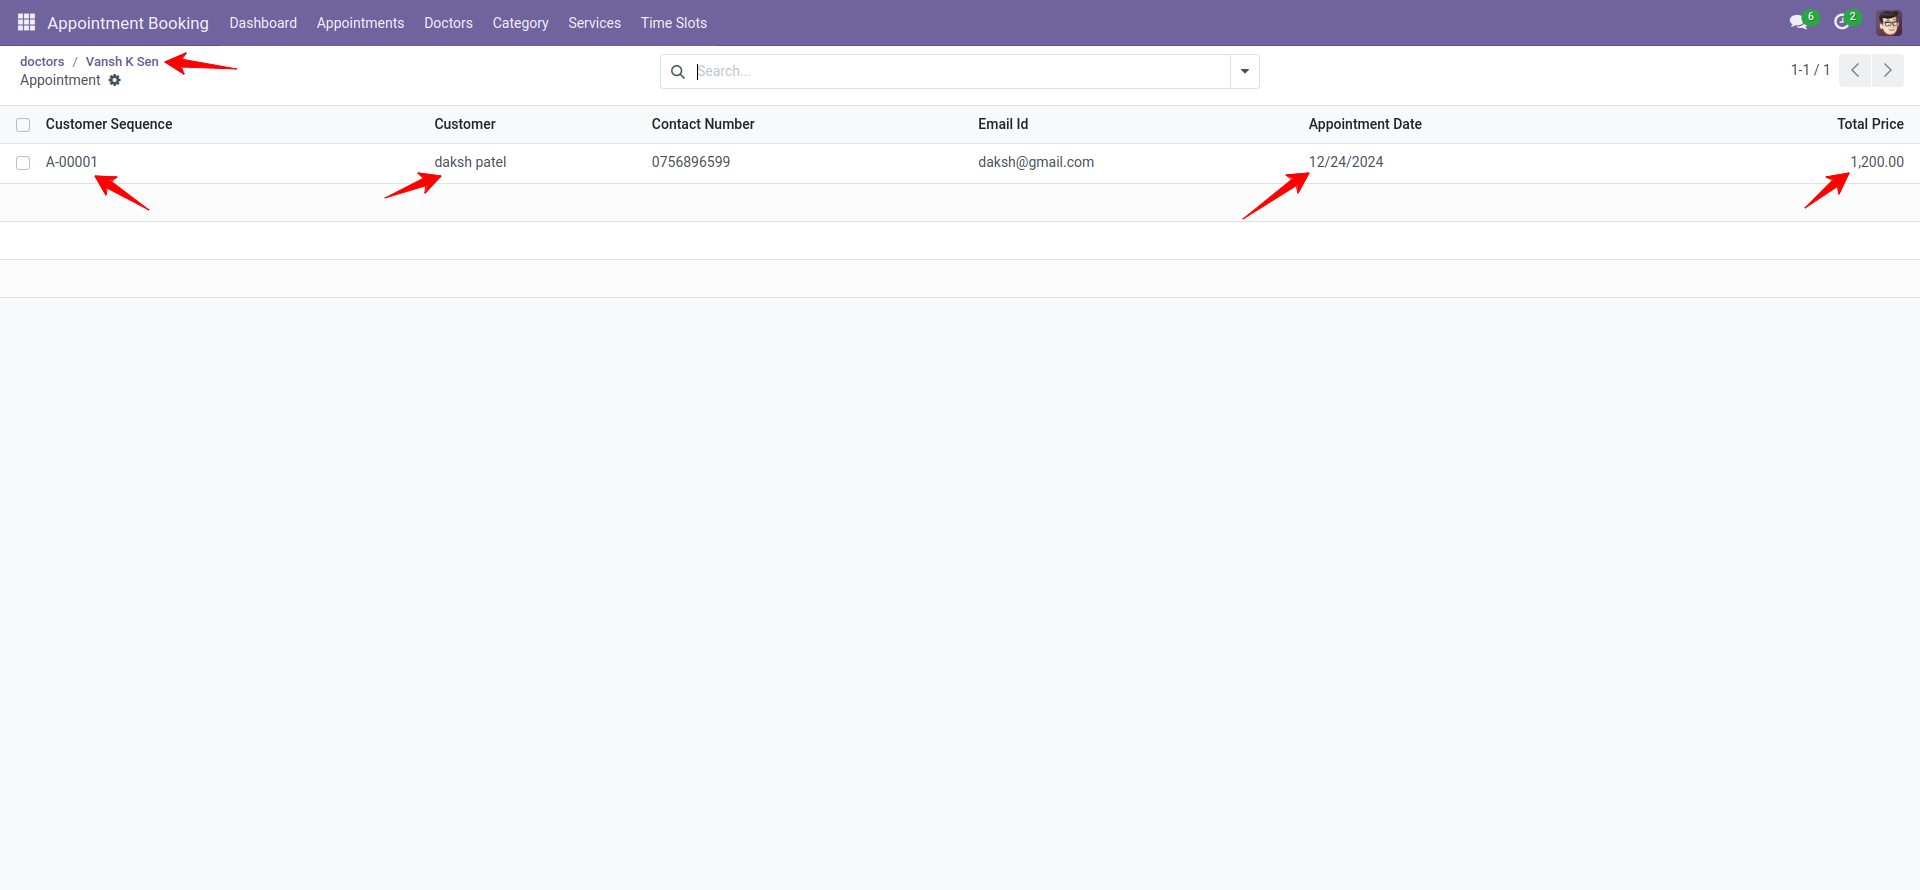 Appointment Booking Dashboard Appointments Doctors Category Services Time Slots 6 2
doctors / Vansh K Sen
Appointment
Search...
1-1 / 1
Customer Sequence Customer Contact Number Email Id Appointment Date Total Price
A-00001 daksh patel 0756896599 daksh@gmail.com 12/24/2024 1,200.00